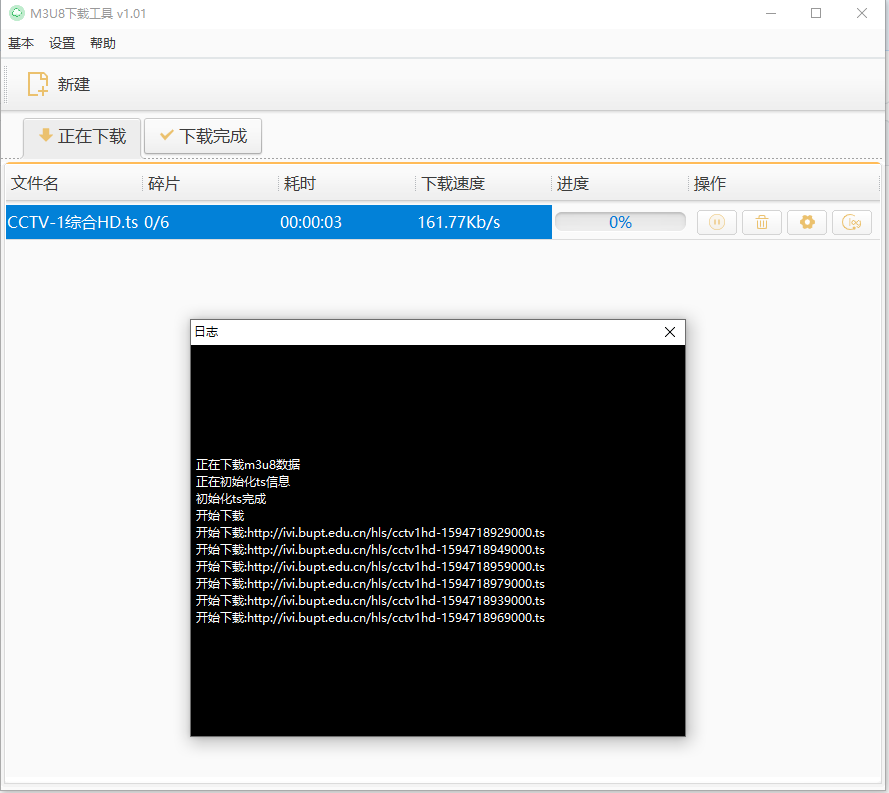 M3U8下载工具 v1.01
基本 设置 帮助
新建
正在下载 下载完成
文件名 碎片 耗时 下载速度 进度 操作
CCTV-1综合HD.ts 0/6 00:00:03 161.77Kb/s 0% log
日志
正在下载m3u8数据
正在初始化ts信息
初始化ts完成
开始下载
开始下载:http://ivi.bupt.edu.cn/hls/cctv1hd-1594718929000.ts
开始下载:http://ivi.bupt.edu.cn/hls/cctv1hd-1594718949000.ts
开始下载:http://ivi.bupt.edu.cn/hls/cctv1hd-1594718959000.ts
开始下载:http://ivi.bupt.edu.cn/hls/cctv1hd-1594718979000.ts
开始下载:http://ivi.bupt.edu.cn/hls/cctv1hd-1594718939000.ts
开始下载:http://ivi.bupt.edu.cn/hls/cctv1hd-1594718969000.ts